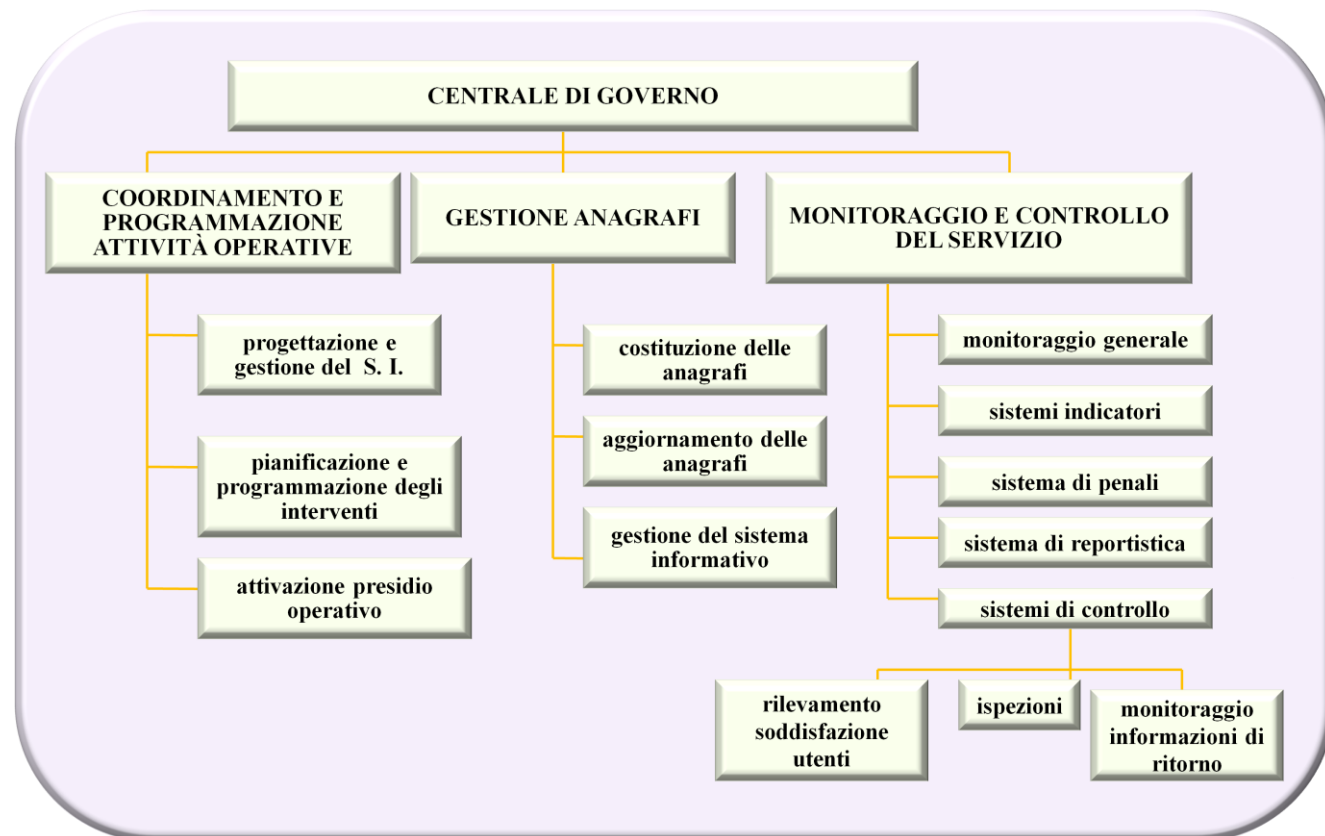 CENTRALE DI GOVERNO
COORDINAMENTO E
PROGRAMMAZIONE
ATTIVITÀ OPERATIVE
GESTIONE ANAGRAFI
MONITORAGGIO E CONTROLLO
DEL SERVIZIO
progettazione e
gestione del S. I.
pianificazione e
programmazione degli
interventi
attivazione presidio
operativo
costituzione delle
anagrafi
aggiornamento delle
anagrafi
gestione del sistema
informativo
monitoraggio generale
sistemi indicatori
sistema di penali
sistema di reportistica
sistemi di controllo
rilevamento
soddisfazione
utenti
ispezioni
monitoraggio
informazioni di
ritorno